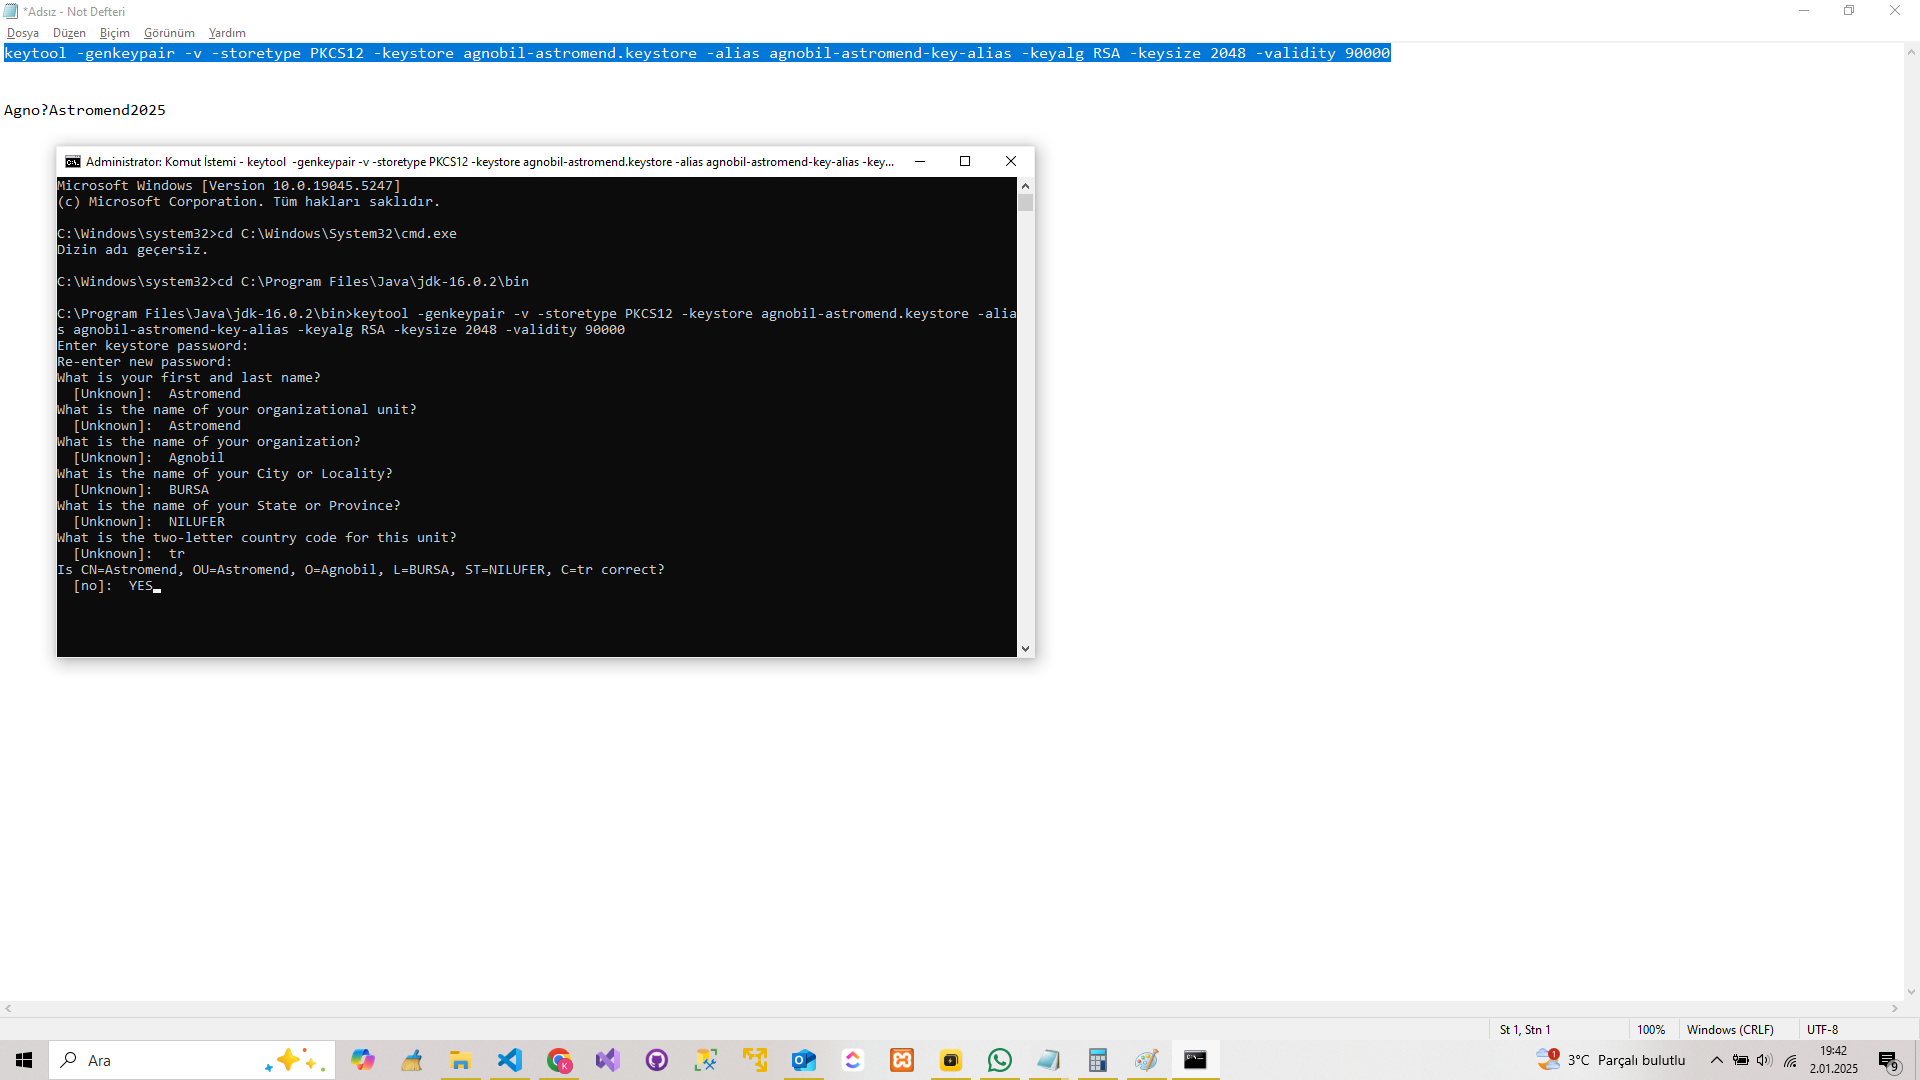 *Adsız - Not Defteri
Dosya Düzen Biçim Görünüm Yardım
keytool -genkeypair -v -storetype PKCS12 -keystore agnobil-astromend.keystore -alias agnobil-astromend-key-alias -keyalg RSA -keysize 2048 -validity 90000
Agno?Astromend2025
Administrator: Komut İstemi - keytool  -genkeypair -v -storetype PKCS12 -keystore agnobil-astromend.keystore -alias agnobil-astromend-key-alias -key...
Microsoft Windows [Version 10.0.19045.5247]
(c) Microsoft Corporation. Tüm hakları saklıdır.
C:\Windows\system32>cd C:\Windows\System32\cmd.exe
Dizin adı geçersiz.
C:\Windows\system32>cd C:\Program Files\Java\jdk-16.0.2\bin
C:\Program Files\Java\jdk-16.0.2\bin>keytool -genkeypair -v -storetype PKCS12 -keystore agnobil-astromend.keystore -alia
s agnobil-astromend-key-alias -keyalg RSA -keysize 2048 -validity 90000
Enter keystore password:
Re-enter new password:
What is your first and last name?
[Unknown]:  Astromend
What is the name of your organizational unit?
[Unknown]:  Astromend
What is the name of your organization?
[Unknown]:  Agnobil
What is the name of your City or Locality?
[Unknown]:  BURSA
What is the name of your State or Province?
[Unknown]:  NILUFER
What is the two-letter country code for this unit?
[Unknown]:  tr
Is CN=Astromend, OU=Astromend, O=Agnobil, L=BURSA, ST=NILUFER, C=tr correct?
[no]:  YES
St 1, Stn 1 100% Windows (CRLF) UTF-8
Ara
1 3°C Parçalı bulutlu
19:42
2.01.2025
9